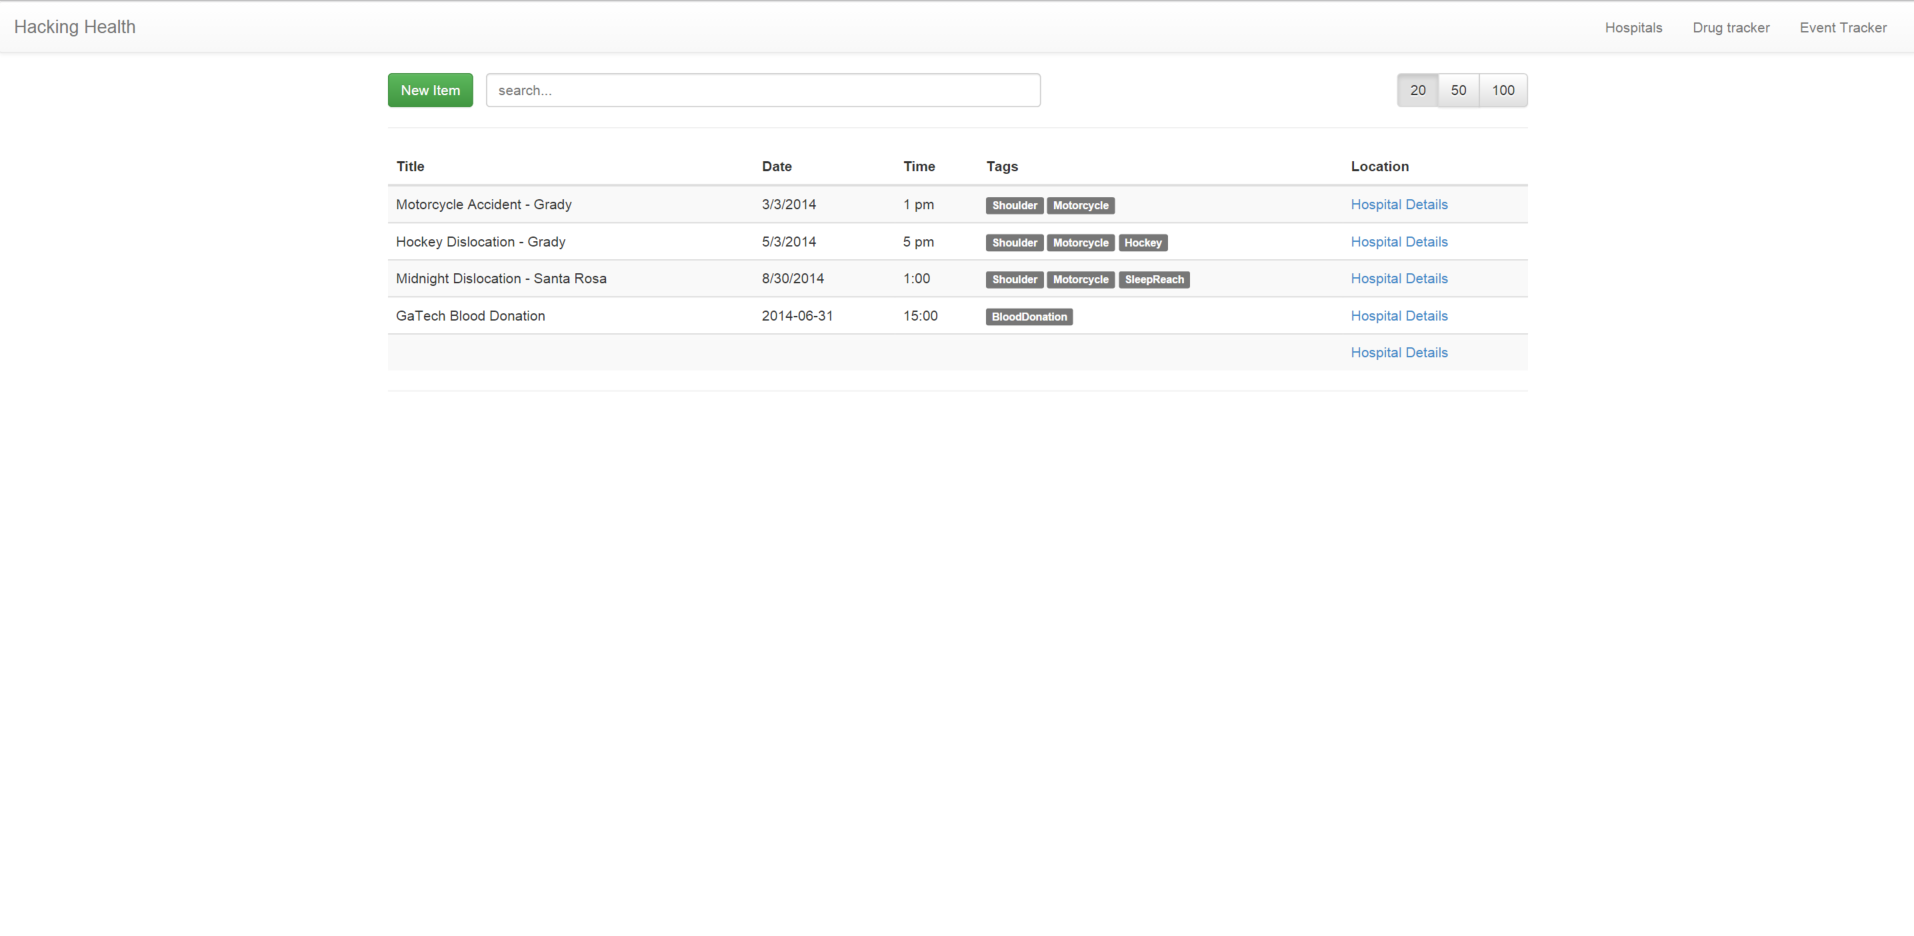 Hacking Health Hospitals Drug tracker Event Tracker
New Item search... 20 50 100
Title Date Time Tags Location
Motorcycle Accident - Grady 3/3/2014 1 pm Shoulder Motorcycle Hospital Details
Hockey Dislocation - Grady 5/3/2014 5 pm Shoulder Motorcycle Hockey Hospital Details
Midnight Dislocation - Santa Rosa 8/30/2014 1:00 Shoulder Motorcycle SleepReach Hospital Details
GaTech Blood Donation 2014-06-31 15:00 BloodDonation Hospital Details
Hospital Details